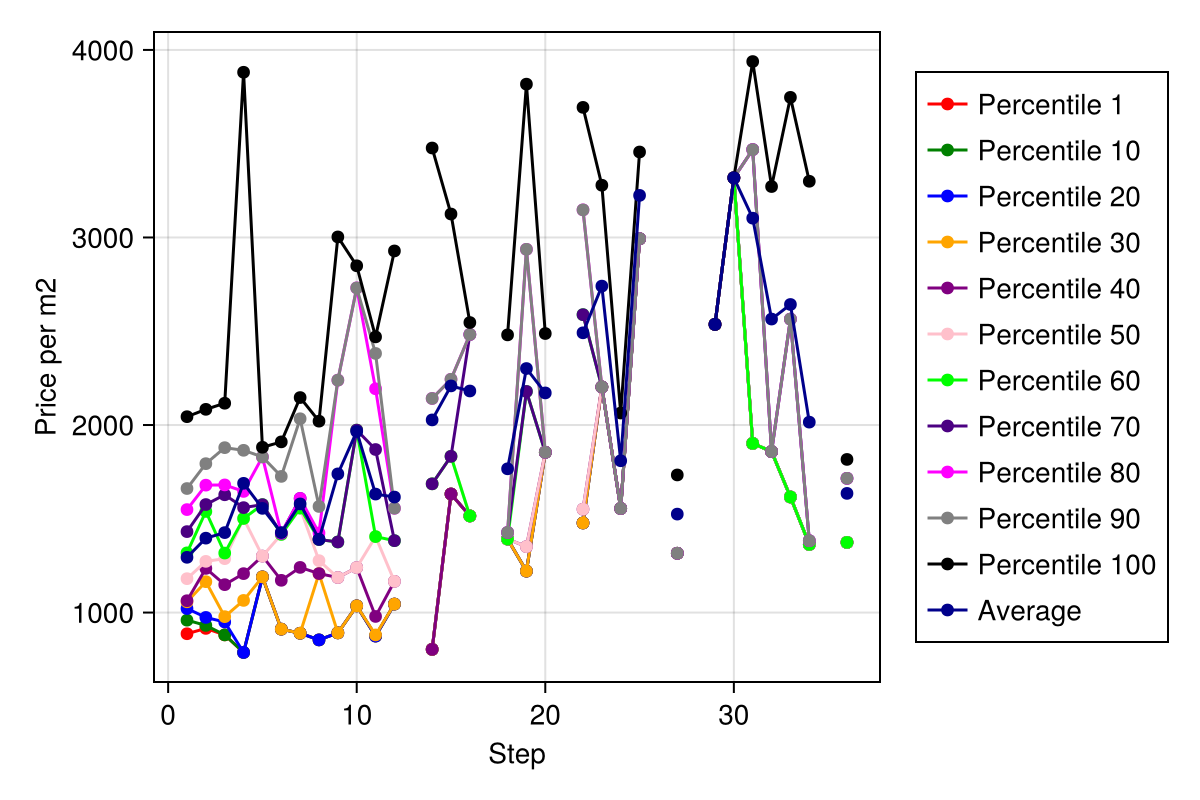 4000
3000
2000
1000
Price per m2
0 10 20 30
Step
Percentile 1
Percentile 10
Percentile 20
Percentile 30
Percentile 40
Percentile 50
Percentile 60
Percentile 70
Percentile 80
Percentile 90
Percentile 100
Average